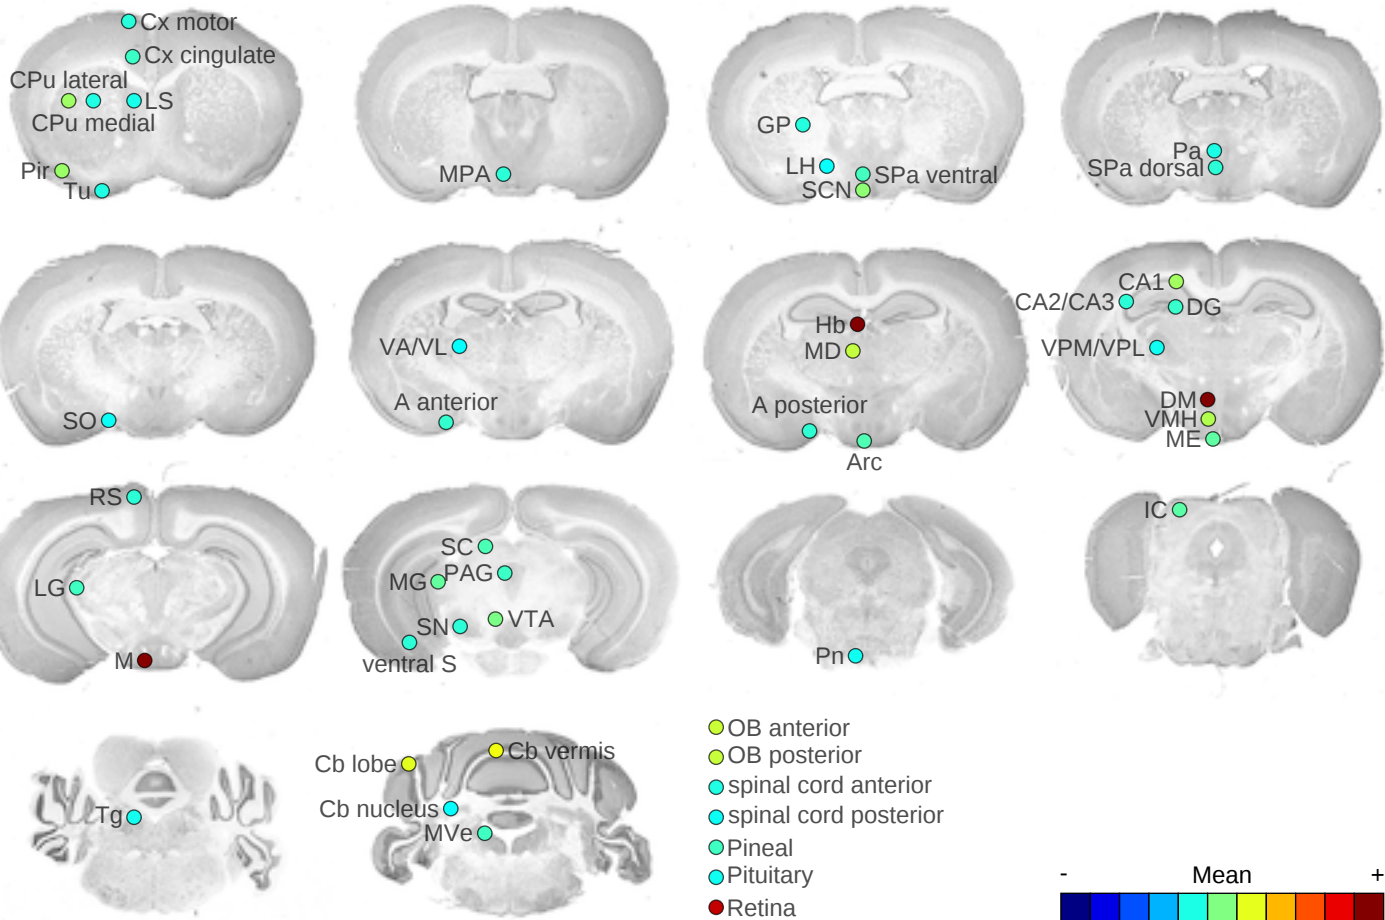 Cx motor
Cx cingulate
CPu lateral
LS
CPu medial
Pir
Tu
MPA
GP
LH
SPa ventral
SCN
Pa
SPa dorsal
SO
VA/VL
A anterior
Hb
MD
A posterior
Arc
CA1
CA2/CA3
DG
VPM/VPL
DM
VMH
ME
RS
LG
M
SC
MG
PAG
SN
VTA
ventral S
Pn
IC
Tg
Cb lobe
Cb vermis
Cb nucleus
MVe
OB anterior
OB posterior
spinal cord anterior
spinal cord posterior
Pineal
Pituitary
Retina
- Mean +